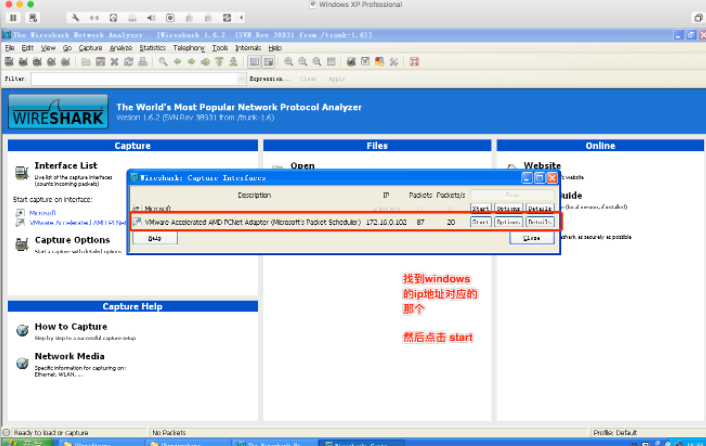 Windows XP Professional
The Wireshark Network Analyzer [Wireshark 1.6.2 (SVN Rev 38931 from /trunk-1.6)]
File Edit View Go Capture Analyze Statistics Telephony Tools Internals Help
Filter: Expression... Clear Apply
WIRESHARK
The World's Most Popular Network Protocol Analyzer
Version 1.6.2 (SVN Rev 38931 from /trunk-1.6)
Capture
Interface List
Live list of the capture interfaces
(counts incoming packets)
Start capture on interface:
Microsoft
VMware Accelerated AMD PCNet
Capture Options
Start a capture with detailed options
Capture Help
How to Capture
Step by step to a successful capture setup
Network Media
Specific information for capturing on:
Ethernet, WLAN, ...
Files
Open
Online
Website
Wireshark: Capture Interfaces
Description IP Packets Packets/s Stop
Microsoft Start Options Details
VMware Accelerated AMD PCNet Adapter (Microsoft's Packet Scheduler) 172.16.0.102 87 20 Start Options Details
Help Close
找到windows
的ip地址对应的
那个
然后点击 start
Ready to load or capture No Packets Profile: Default